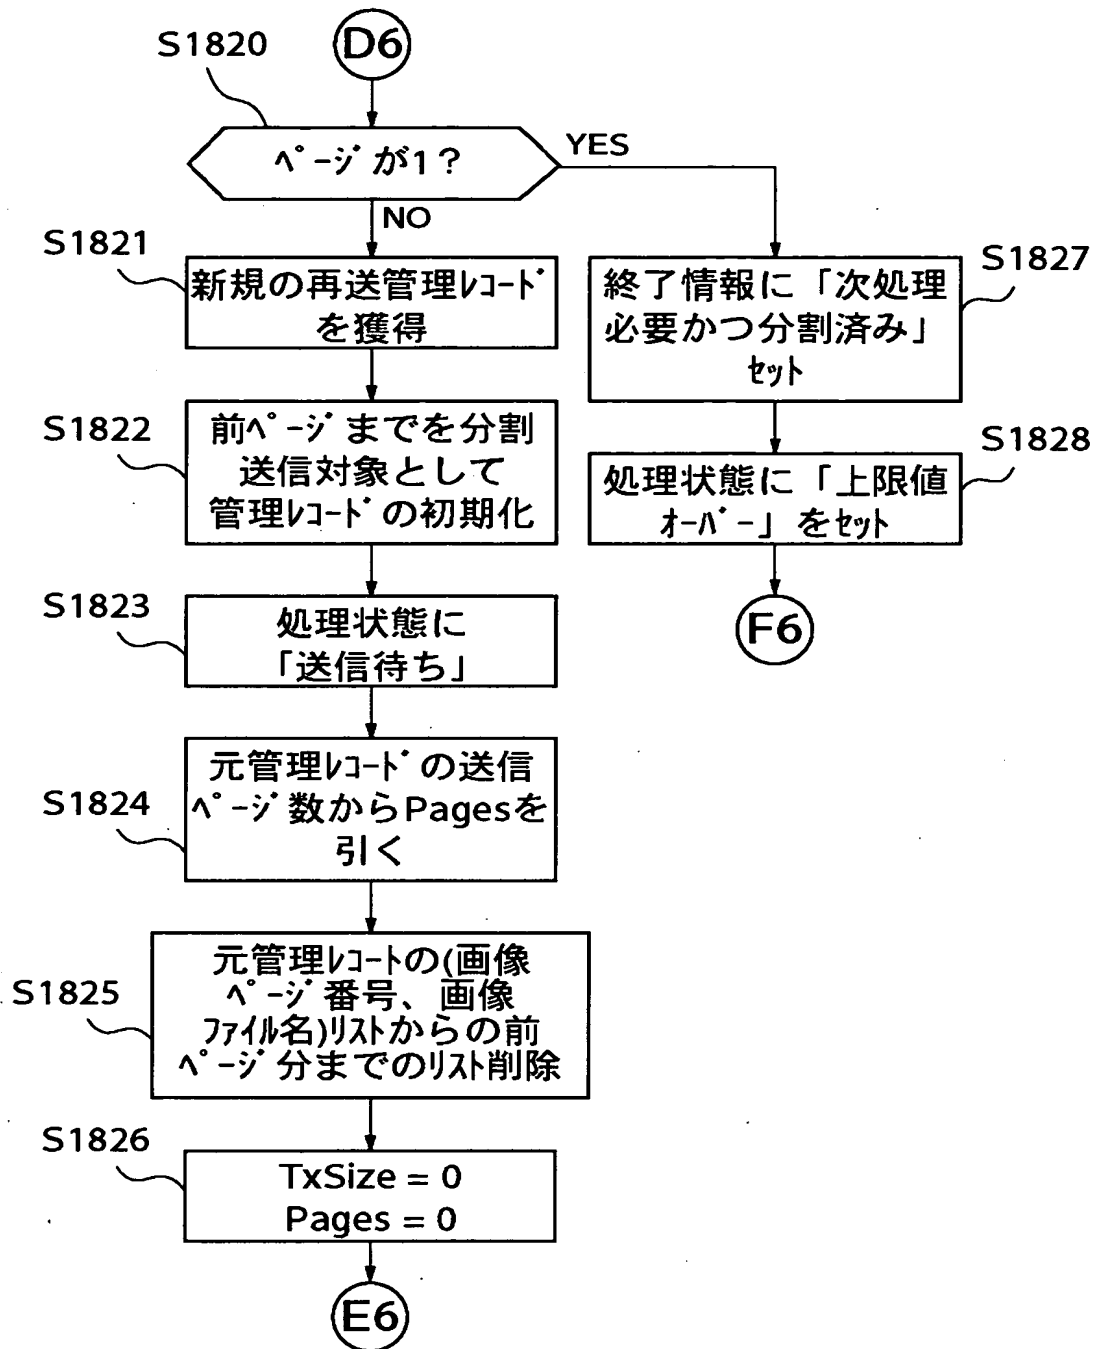 D6
S1820
ページが1?
YES
NO
S1821
新規の再送管理レコード
を獲得
S1822
前ページまでを分割
送信対象として
管理レコードの初期化
S1823
処理状態に
「送信待ち」
S1824
元管理レコードの送信
ページ数からPagesを
引く
S1825
元管理レコートの(画像
ページ番号、画像
ファイル名)リストからの前
ページ分までのリスト削除
S1826
TxSize = 0
Pages = 0
E6
S1827
終了情報に「次処理
必要かつ分割済み」
セット
S1828
処理状態に「上限値
オーバー」をセット
F6